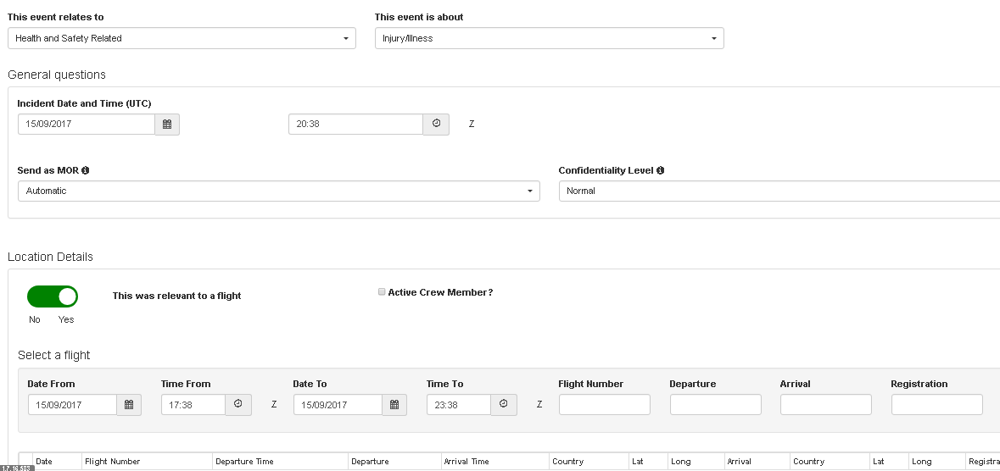 This event relates to This event is about
Health and Safety Related Injury/Illness
General questions
Incident Date and Time (UTC)
15/09/2017 20:38 Z
Send as MOR Confidentiality Level
Automatic Normal
Location Details
This was relevant to a flight Active Crew Member?
No Yes
Select a flight
Date From Time From Date To Time To Flight Number Departure Arrival Registration
15/09/2017 17:38 Z 15/09/2017 23:38 Z
Date Flight Number Departure Time Departure Arrival Time Country Lat Long Arrival Country Lat Long Registra